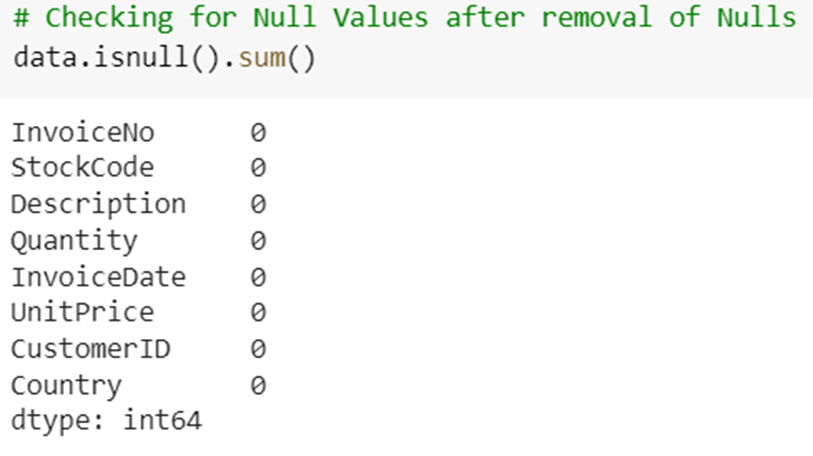 # Checking for Null Values after removal of Nulls
data.isnull().sum()
InvoiceNo 0
StockCode 0
Description 0
Quantity 0
InvoiceDate 0
UnitPrice 0
CustomerID 0
Country 0
dtype: int64